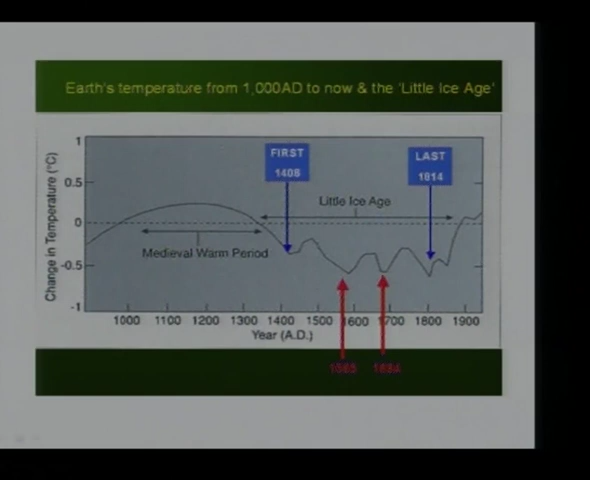 Earth's temperature from 1,000AD to now & the 'Little Ice Age'
1
0.5
0
-0.5
-1
Change in Temperature (°C)
FIRST
1408
LAST
1814
Little Ice Age
Medieval Warm Period
1000 1100 1200 1300 1400 1500 1600 1700 1800 1900
Year (A.D.)
1684